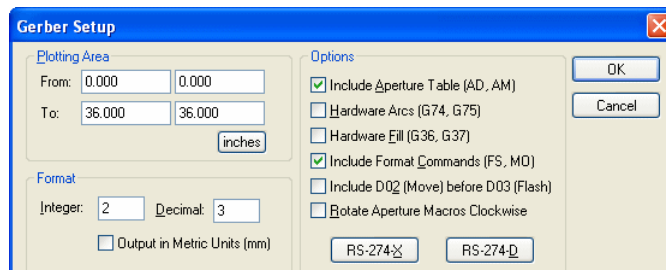 Gerber Setup
Plotting Area
From: 0.000 0.000
To: 36.000 36.000
inches
Format
Integer: 2 Decimal: 3
Output in Metric Units (mm)
Options
Include Aperture Table (AD, AM)
Hardware Arcs (G74, G75)
Hardware Fill (G36, G37)
Include Format Commands (FS, MO)
Include D02 (Move) before D03 (Flash)
Rotate Aperture Macros Clockwise
RS-274-X RS-274-D
OK
Cancel